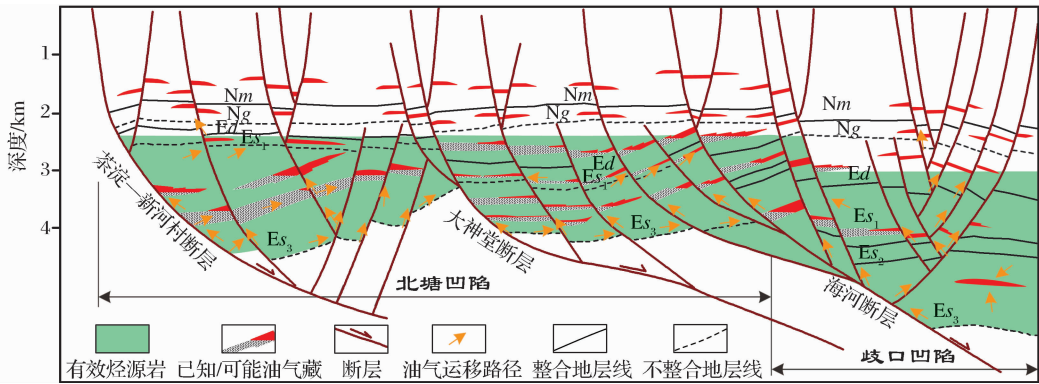 深度/km
1
2
3
4
Nm
Nm
Nm
Ng
Ng
Ng
Ed
Es1
Ed
Es1
Ed
Es1
Es2
Es3
Es3
Es3
茶淀—新河村断层
大神堂断层
海河断层
北塘凹陷
歧口凹陷
有效烃源岩
已知/可能油气藏
断层
油气运移路径
整合地层线
不整合地层线